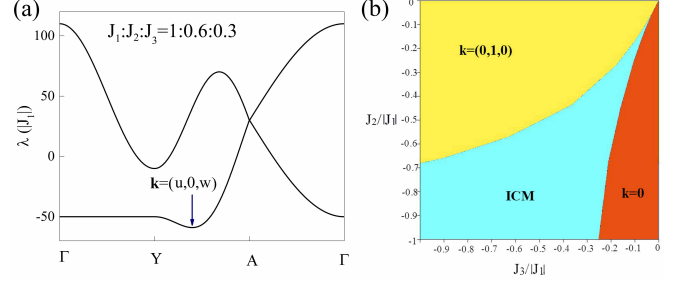 (a)
J₁:J₂:J₃=1:0.6:0.3
100
50
0
-50
λ (|J₁|)
k=(u,0,w)
Γ
Y
A
Γ
(b)
0
-0.1
-0.2
-0.3
-0.4
-0.5
-0.6
-0.7
-0.8
-0.9
-1
J₂/|J₁|
k=(0,1,0)
ICM
k=0
-0.9
-0.8
-0.7
-0.6
-0.5
-0.4
-0.3
-0.2
-0.1
0
J₃/|J₁|